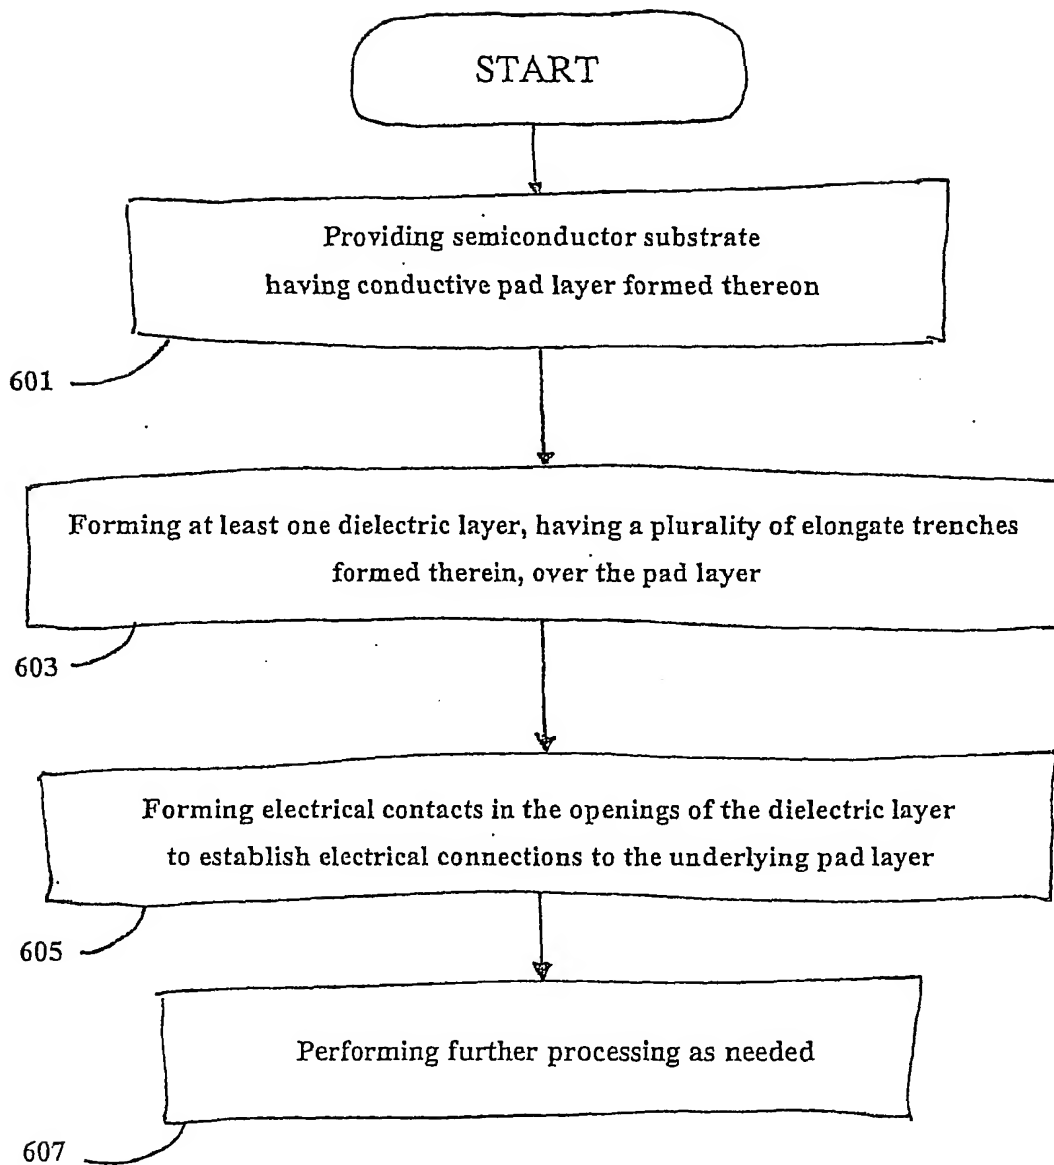 START
Providing semiconductor substrate
having conductive pad layer formed thereon
601
Forming at least one dielectric layer, having a plurality of elongate trenches
formed therein, over the pad layer
603
Forming electrical contacts in the openings of the dielectric layer
to establish electrical connections to the underlying pad layer
605
Performing further processing as needed
607